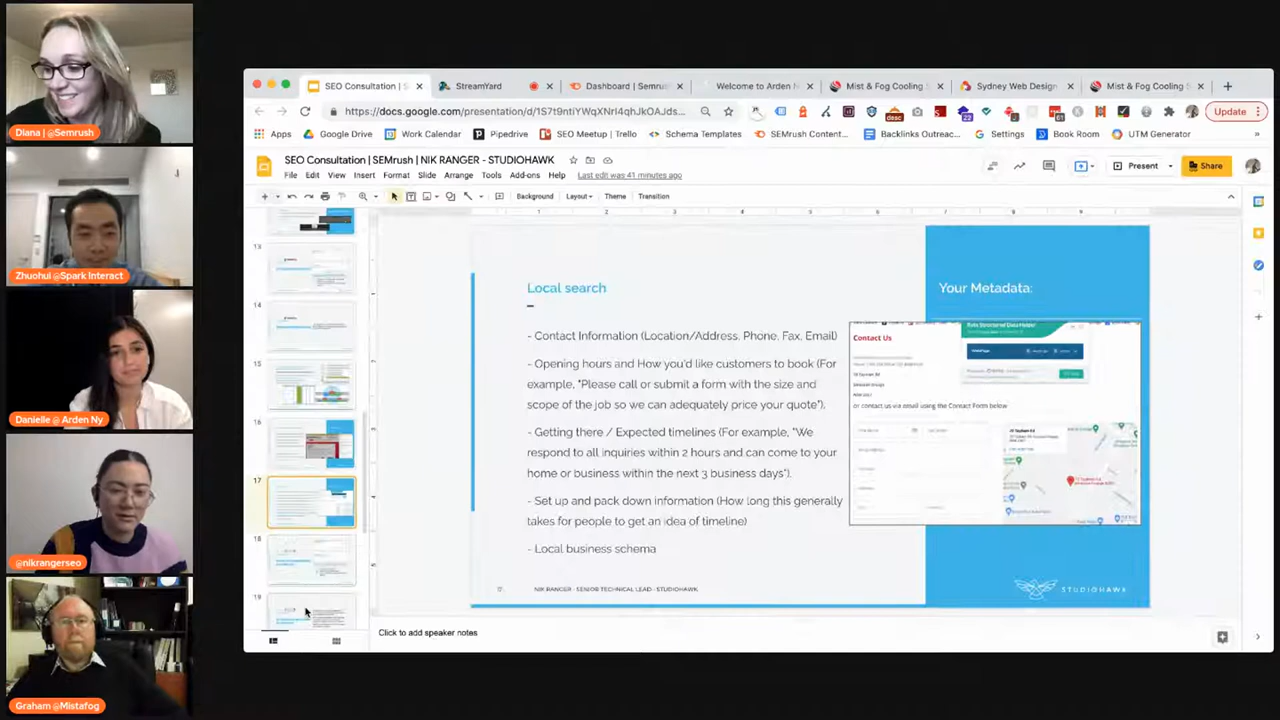 Diana | @Semrush
Zhuohui @Spark Interact
Danielle @ Arden Ny
@nikrangerseo
Graham @Mistafog
SEO Consultation | S
StreamYard
Dashboard | Semrus
Welcome to Arden N
Mist & Fog Cooling S
Sydney Web Design
Mist & Fog Cooling S
Update
Apps
Google Drive
Work Calendar
Pipedrive
SEO Meetup | Trello
Schema Templates
SEMrush Content...
Backlinks Outreac...
Settings
Book Room
UTM Generator
SEO Consultation | SEMrush | NIK RANGER - STUDIOHAWK
File Edit View Insert Format Slide Arrange Tools Add-ons Help Last edit was 41 minutes ago
Present
Share
Background Layout Theme Transition
13
14
15
16
17
18
19
Local search
- Contact Information (Location/Address, Phone, Fax, Email)
- Opening hours and How you'd like customers to book (For
example, "Please call or submit a form with the size and
scope of the job so we can adequately give your quote").
- Getting there / Expected timelines (For example, "We
respond to all inquiries within 2 hours and can come to your
home or business within the next 3 business days").
- Set up and pack down information (How long this generally
takes for people to get an idea of timeline)
- Local business schema
Your Metadata:
Contact Us
or contact us via email using the Contact Form below
NIK RANGER - SENIOR TECHNICAL LEAD - STUDIOHAWK
STUDIOHAWK
Click to add speaker notes